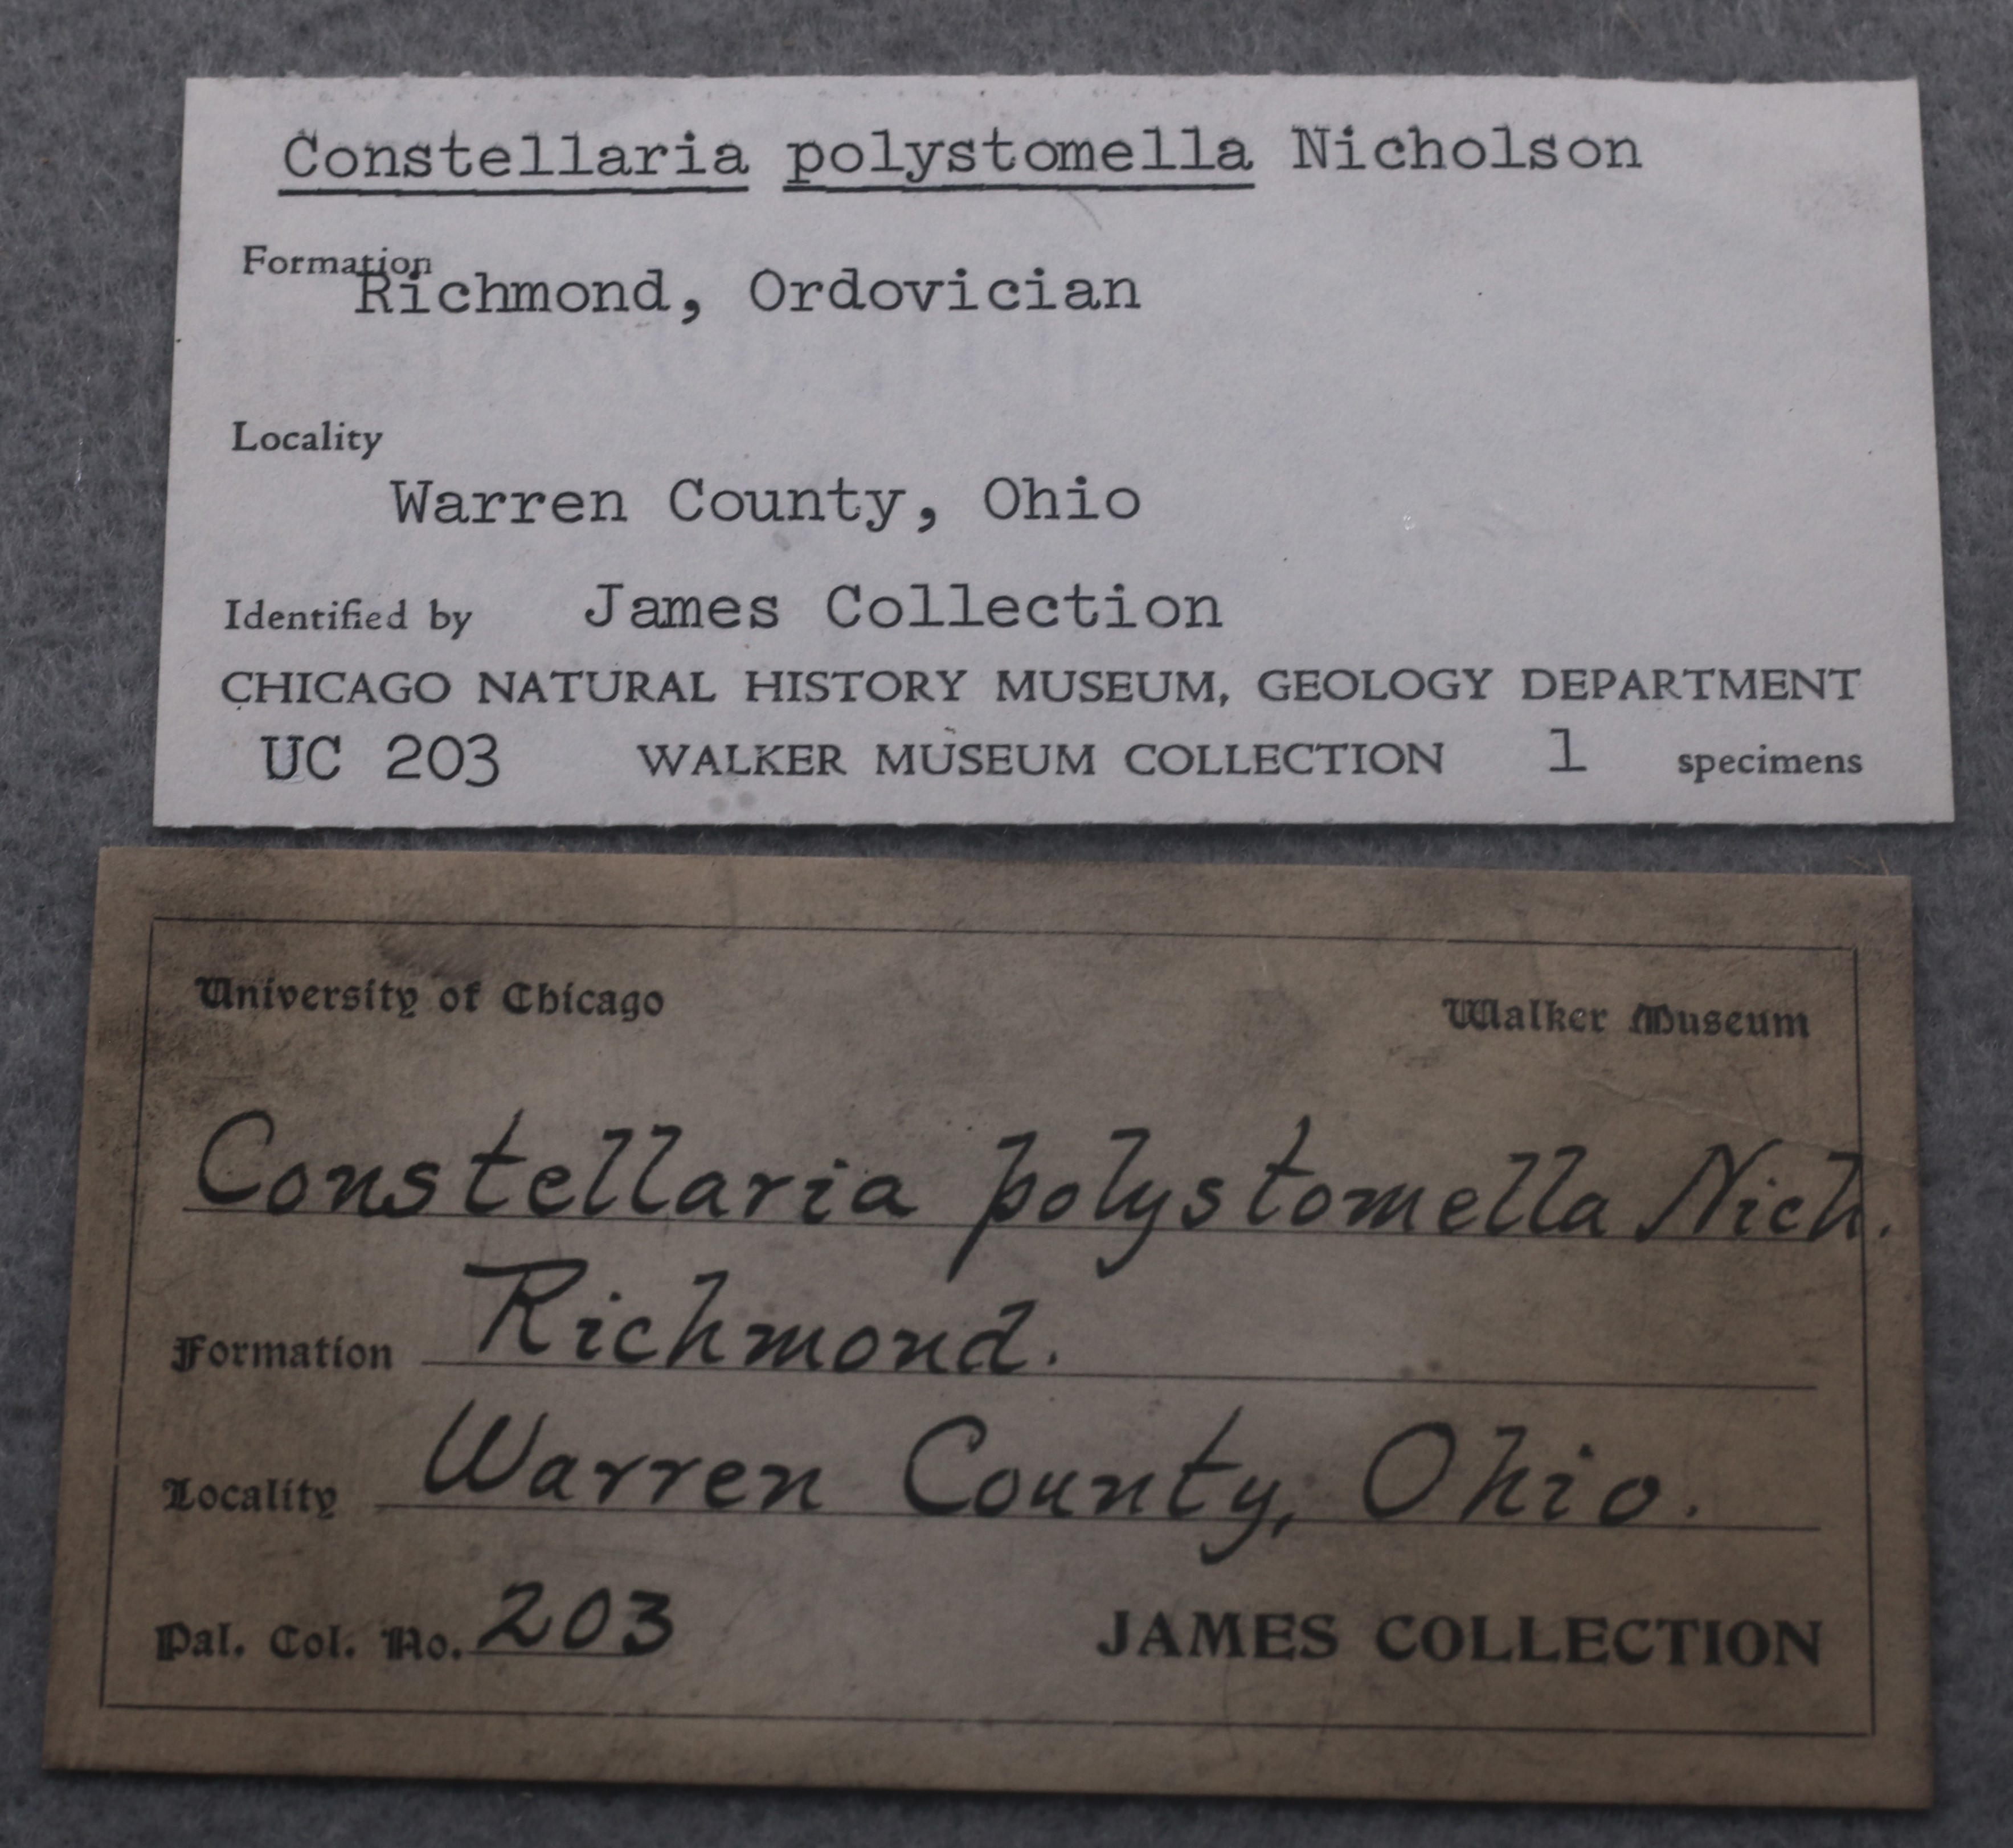 Constellaria polystomella Nicholson
Formation
Richmond, Ordovician
Locality
Warren County, Ohio
Identified by James Collection
CHICAGO NATURAL HISTORY MUSEUM, GEOLOGY DEPARTMENT
UC 203 WALKER MUSEUM COLLECTION 1 specimens
University of Chicago Walker Museum
Constellaria polystomella Nich.
Formation Richmond.
Locality Warren County, Ohio.
Pal. Col. No. 203 JAMES COLLECTION